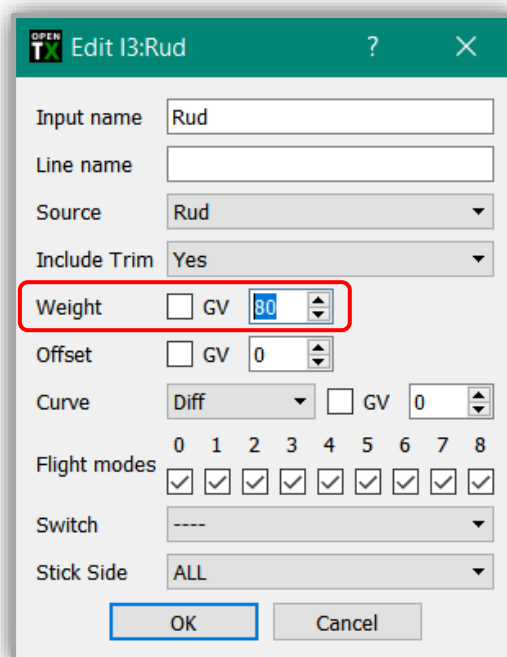 OPEN TX Edit I3:Rud ? ×
Input name Rud
Line name
Source Rud
Include Trim Yes
Weight GV 80
Offset GV 0
Curve Diff GV 0
0 1 2 3 4 5 6 7 8
Flight modes
Switch ----
Stick Side ALL
OK Cancel